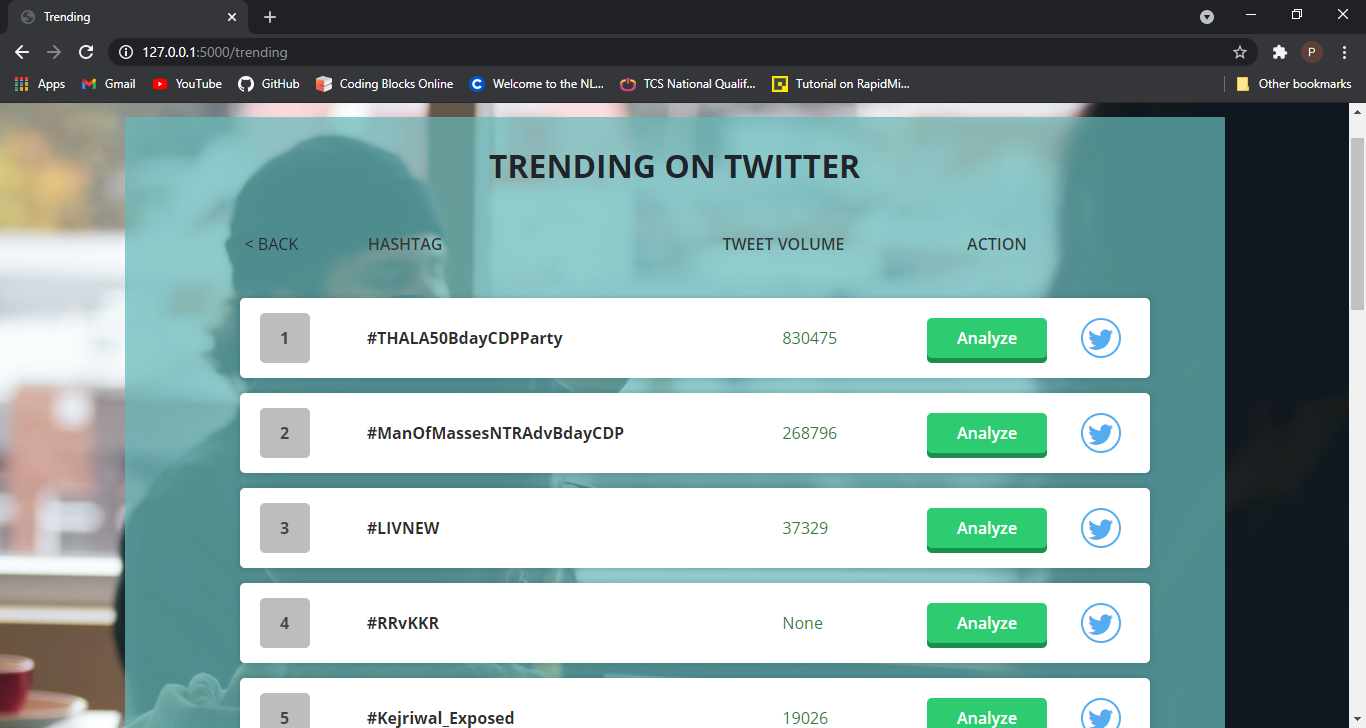 Trending
127.0.0.1:5000/trending
P
Apps Gmail YouTube GitHub Coding Blocks Online Welcome to the NL... TCS National Qualif... Tutorial on RapidMi... Other bookmarks
TRENDING ON TWITTER
< BACK HASHTAG TWEET VOLUME ACTION
1 #THALA50BdayCDPParty 830475 Analyze
2 #ManOfMassesNTRAdvBdayCDP 268796 Analyze
3 #LIVNEW 37329 Analyze
4 #RRvKKR None Analyze
5 #Kejriwal_Exposed 19026 Analyze